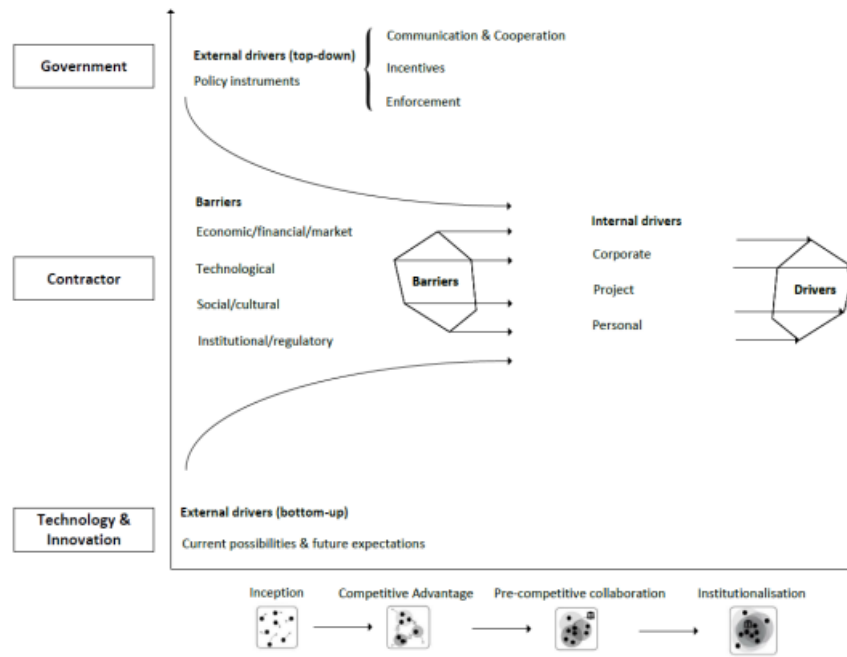 Government
External drivers (top-down)
Policy instruments
Communication & Cooperation
Incentives
Enforcement
Contractor
Barriers
Economic/financial/market
Technological
Social/cultural
Institutional/regulatory
Barriers
Internal drivers
Corporate
Project
Personal
Drivers
Technology &
Innovation
External drivers (bottom-up)
Current possibilities & future expectations
Inception
Competitive Advantage
Pre-competitive collaboration
Institutionalisation